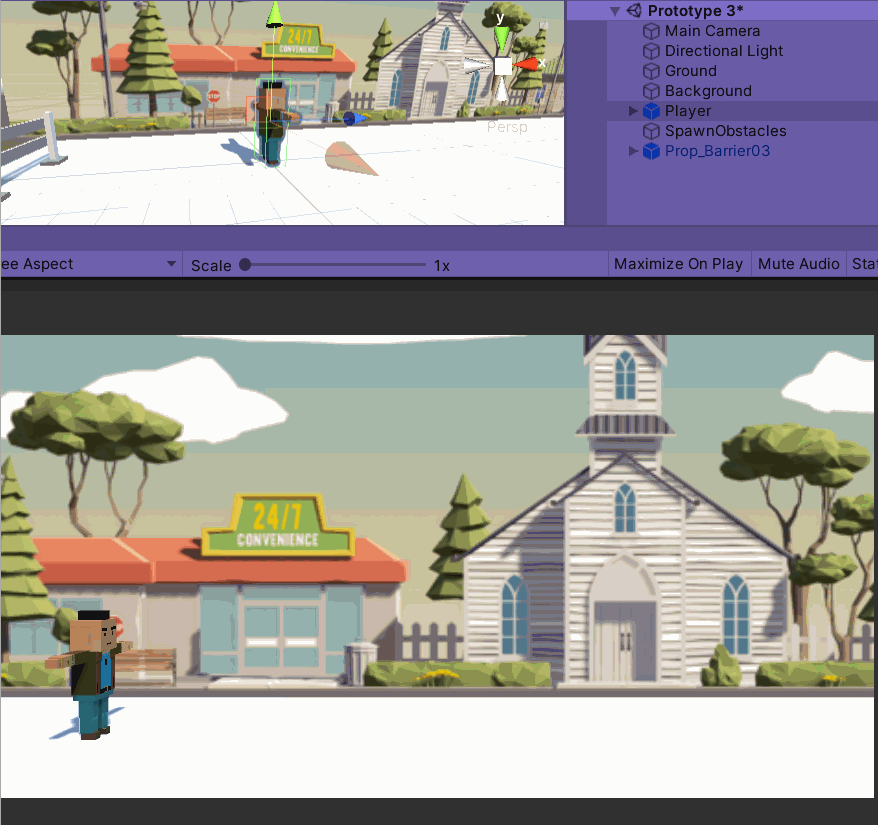 Prototype 3*
Main Camera
Directional Light
Ground
Background
Player
SpawnObstacles
Prop_Barrier03
24/7
CONVENIENCE
STOP
y
x
Persp
ee Aspect
Scale
1x
Maximize On Play
Mute Audio
Stat
24/7
CONVENIENCE